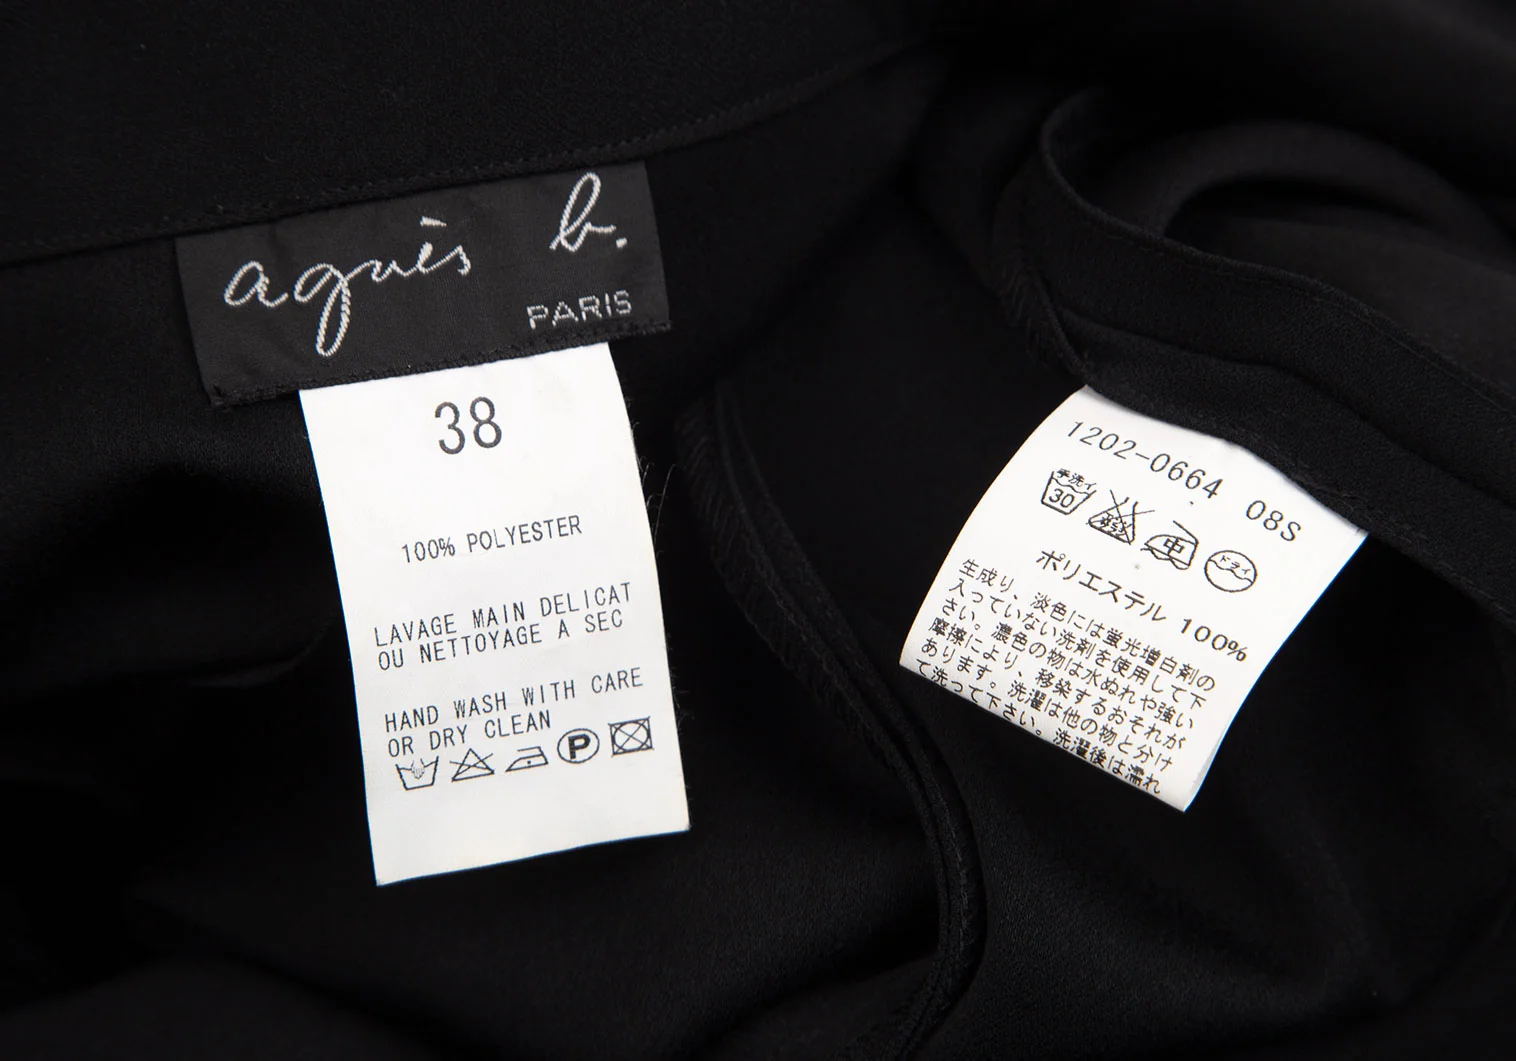 agnès b.
PARIS
38
100% POLYESTER
LAVAGE MAIN DELICAT
OU NETTOYAGE A SEC
HAND WASH WITH CARE
OR DRY CLEAN
P
1202-0664 08S
手洗イ
30
中
ドライ
ポリエステル 100%
生成り、淡色には蛍光増白剤の
入っていない洗剤を使用して下
さい。濃色の物は水ぬれや強い
摩擦により、移染するおそれが
あります。洗濯は他の物と分け
て洗って下さい。洗濯後は濡れ